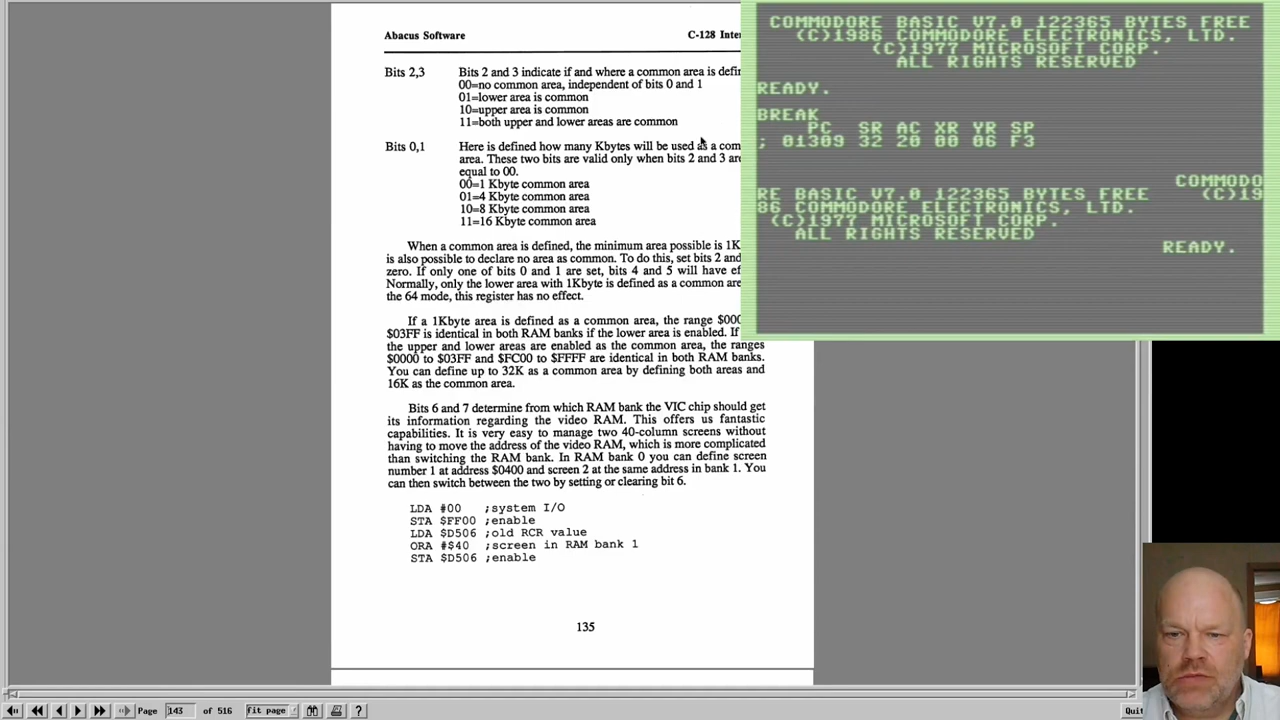 Abacus Software
C-128 Inter
Bits 2,3 Bits 2 and 3 indicate if and where a common area is defin
00=no common area, independent of bits 0 and 1
01=lower area is common
10=upper area is common
11=both upper and lower areas are common
Bits 0,1 Here is defined how many Kbytes will be used as a com
area. These two bits are valid only when bits 2 and 3 are
equal to 00.
00=1 Kbyte common area
01=4 Kbyte common area
10=8 Kbyte common area
11=16 Kbyte common area
When a common area is defined, the minimum area possible is 1K
is also possible to declare no area as common. To do this, set bits 2 and
zero. If only one of bits 0 and 1 are set, bits 4 and 5 will have ef
Normally, only the lower area with 1Kbyte is defined as a common are
the 64 mode, this register has no effect.
If a 1Kbyte area is defined as a common area, the range $000
$03FF is identical in both RAM banks if the lower area is enabled. If
the upper and lower areas are enabled as the common area, the ranges
$0000 to $03FF and $FC00 to $FFFF are identical in both RAM banks.
You can define up to 32K as a common area by defining both areas and
16K as the common area.
Bits 6 and 7 determine from which RAM bank the VIC chip should get
its information regarding the video RAM. This offers us fantastic
capabilities. It is very easy to manage two 40-column screens without
having to move the address of the video RAM, which is more complicated
than switching the RAM bank. In RAM bank 0 you can define screen
number 1 at address $0400 and screen 2 at the same address in bank 1. You
can then switch between the two by setting or clearing bit 6.
LDA #00 ;system I/O
STA $FF00 ;enable
LDA $D506 ;old RCR value
ORA #$40 ;screen in RAM bank 1
STA $D506 ;enable
135
COMMODORE BASIC V7.0 122365 BYTES FREE
(C)1986 COMMODORE ELECTRONICS, LTD.
(C)1977 MICROSOFT CORP.
ALL RIGHTS RESERVED
READY.
BREAK
PC SR AC XR YR SP
; 01309 32 20 00 06 F3
COMMODO
RE BASIC V7.0 122365 BYTES FREE (C)19
86 COMMODORE ELECTRONICS, LTD.
(C)1977 MICROSOFT CORP.
ALL RIGHTS RESERVED
READY.
Page 143 of 516 fit page ? Quit